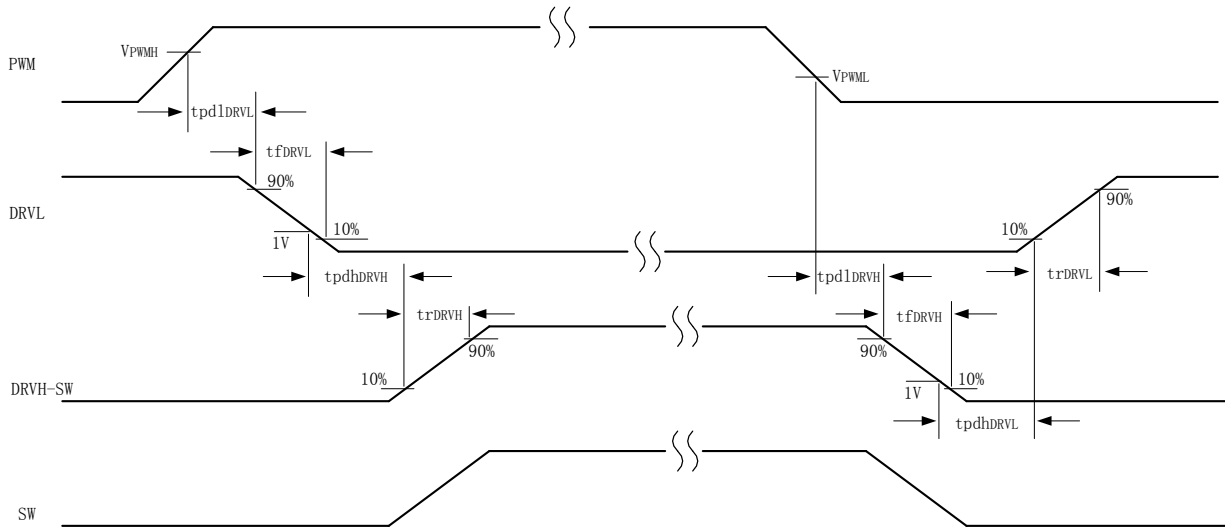 VPWMH
PWM
VPWML
tpdlDRVL
tfDRVL
90%
90%
DRVL
10%
10%
1V
tpdhDRVH
tpdlDRVH
trDRVL
trDRVH
tfDRVH
90%
90%
10%
10%
DRVH-SW
1V
tpdhDRVL
SW